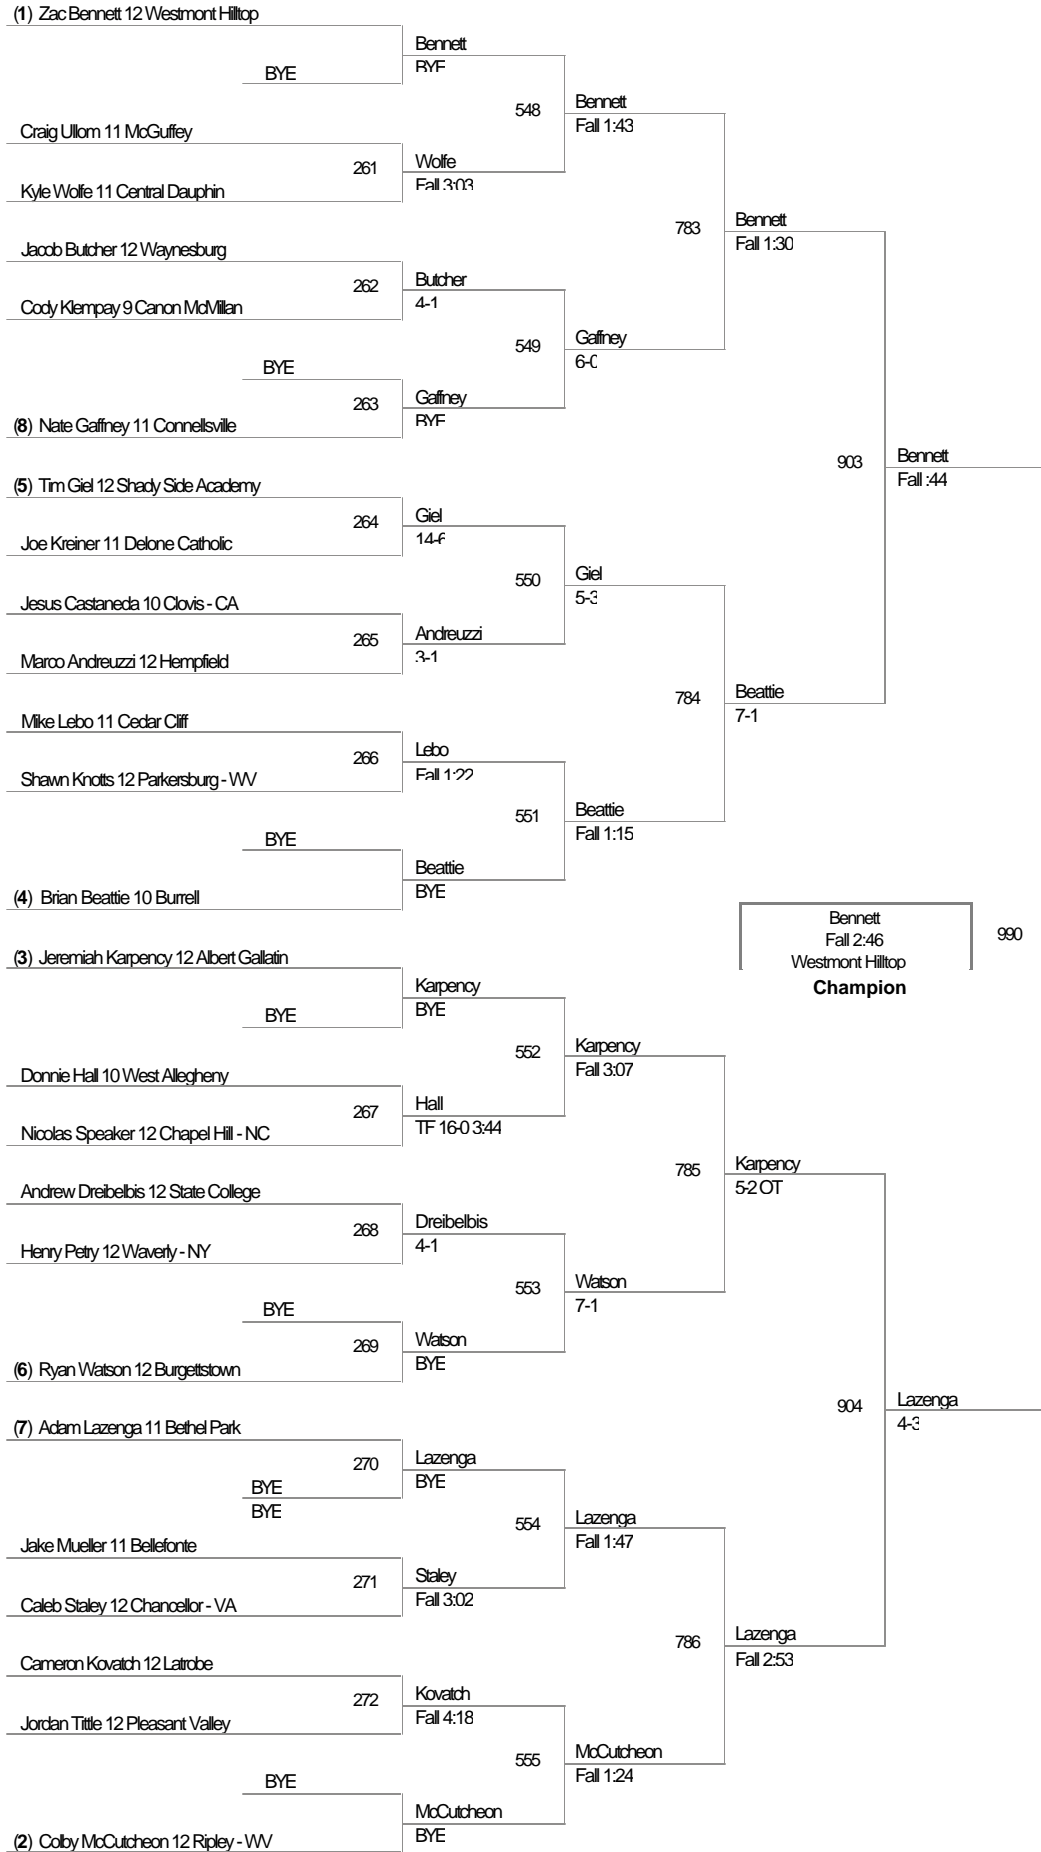 (1) Zac Bennett 12 Westmont Hilltop
Bennett
BYE
BYE
548
Bennett
Fall 1:43
Craig Ullom 11 McGuffey
261
Wolfe
Fall 3:03
Kyle Wolfe 11 Central Dauphin
783
Bennett
Fall 1:30
Jacob Butcher 12 Waynesburg
262
Butcher
4-1
Cody Klempay 9 Canon McMillan
549
Gaffney
6-0
BYE
263
Gaffney
BYE
(8) Nate Gaffney 11 Connellsville
903
Bennett
Fall :44
(5) Tim Giel 12 Shady Side Academy
264
Giel
14-6
Joe Kreiner 11 Delone Catholic
550
Giel
5-3
Jesus Castaneda 10 Clovis - CA
265
Andreuzzi
3-1
Marco Andreuzzi 12 Hempfield
784
Beattie
7-1
Mike Lebo 11 Cedar Cliff
266
Lebo
Fall 1:22
Shawn Knotts 12 Parkersburg - WV
551
Beattie
Fall 1:15
BYE
Beattie
BYE
(4) Brian Beattie 10 Burrell
Bennett
Fall 2:46
Westmont Hilltop
990
Champion
(3) Jeremiah Karpency 12 Albert Gallatin
Karpency
BYE
BYE
552
Karpency
Fall 3:07
Donnie Hall 10 West Allegheny
267
Hall
TF 16-0 3:44
Nicolas Speaker 12 Chapel Hill - NC
785
Karpency
5-2 OT
Andrew Dreibelbis 12 State College
268
Dreibelbis
4-1
Henry Petry 12 Waverly - NY
553
Watson
7-1
BYE
269
Watson
BYE
(6) Ryan Watson 12 Burgettstown
904
Lazenga
4-3
(7) Adam Lazenga 11 Bethel Park
270
Lazenga
BYE
BYE
BYE
554
Lazenga
Fall 1:47
Jake Mueller 11 Bellefonte
271
Staley
Fall 3:02
Caleb Staley 12 Chancellor - VA
786
Lazenga
Fall 2:53
Cameron Kovatch 12 Latrobe
272
Kovatch
Fall 4:18
Jordan Tittle 12 Pleasant Valley
555
McCutcheon
Fall 1:24
BYE
McCutcheon
BYE
(2) Colby McCutcheon 12 Ripley - WV